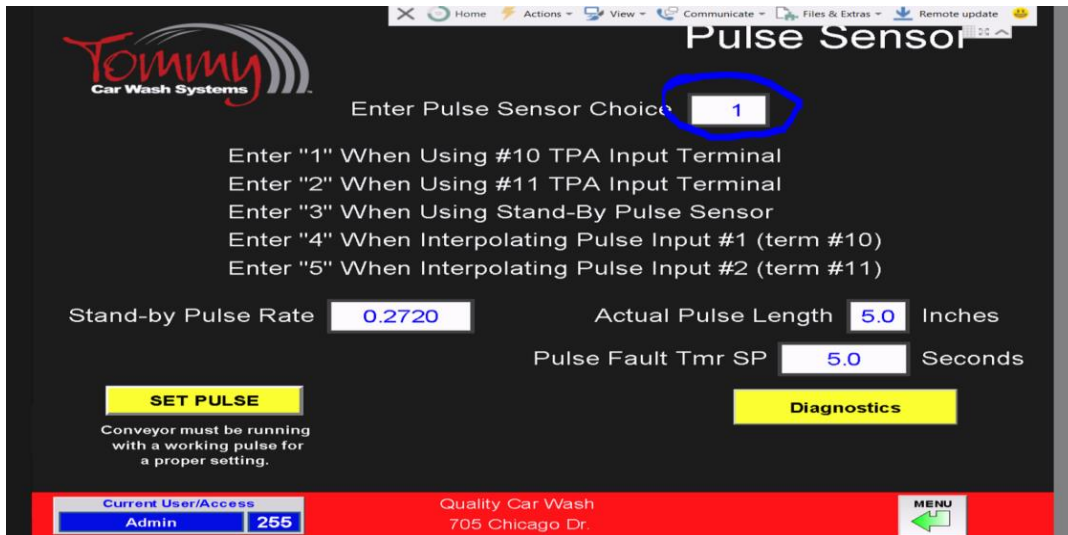 Home Actions View Communicate Files & Extras Remote update
Pulse Sensor
Tommy
Car Wash Systems
Enter Pulse Sensor Choice 1
Enter "1" When Using #10 TPA Input Terminal
Enter "2" When Using #11 TPA Input Terminal
Enter "3" When Using Stand-By Pulse Sensor
Enter "4" When Interpolating Pulse Input #1 (term #10)
Enter "5" When Interpolating Pulse Input #2 (term #11)
Stand-by Pulse Rate 0.2720 Actual Pulse Length 5.0 Inches
Pulse Fault Tmr SP 5.0 Seconds
SET PULSE
Diagnostics
Conveyor must be running
with a working pulse for
a proper setting.
Current User/Access
Admin 255
Quality Car Wash
705 Chicago Dr.
MENU